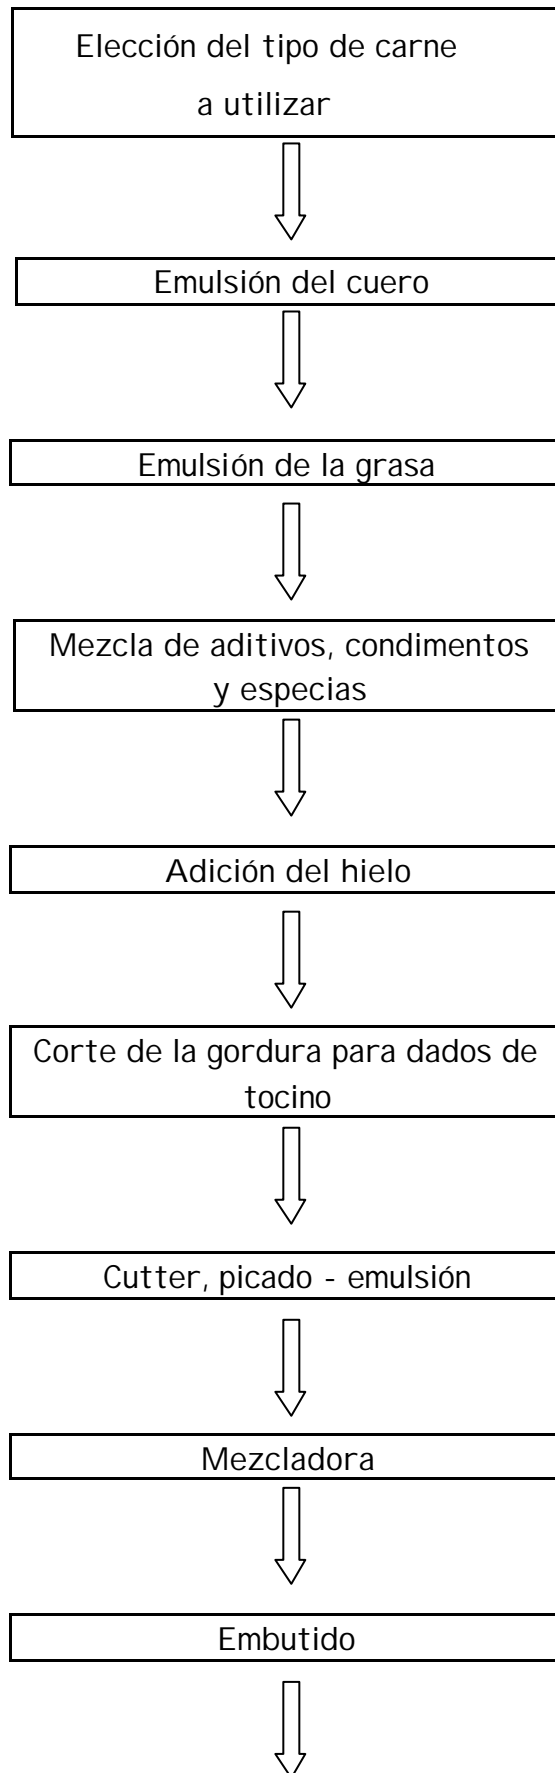 Elección del tipo de carne
a utilizar
Emulsión del cuero
Emulsión de la grasa
Mezcla de aditivos, condimentos
y especias
Adición del hielo
Corte de la gordura para dados de
tocino
Cutter, picado - emulsión
Mezcladora
Embutido